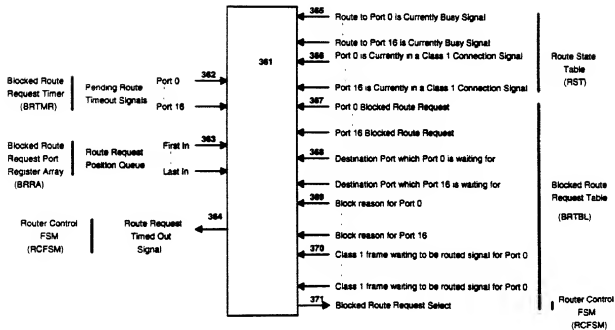 365
Route to Port 0 is Currently Busy Signal
Route to Port 16 is Currently Busy Signal
366
Port 0 is Currently in a Class 1 Connection Signal
Port 16 is Currently in a Class 1 Connection Signal
Route State
Table
(RST)
361
367
Port 0 Blocked Route Request
Port 16 Blocked Route Request
368
Destination Port which Port 0 is waiting for
Destination Port which Port 16 is waiting for
369
Block reason for Port 0
Block reason for Port 16
370
Class 1 frame waiting to be routed signal for Port 0
Class 1 frame waiting to be routed signal for Port 0
Blocked Route
Request Table
(BRTBL)
371
Blocked Route Request Select
Router Control
FSM
(RCFSM)
Blocked Route
Request Timer
(BRTMR)
Pending Route
Timeout Signals
Port 0
362
Port 16
Blocked Route
Request Port
Register Array
(BRRA)
Route Request
Position Queue
First In
363
Last In
Router Control
FSM
(RCFSM)
Route Request
Timed Out
Signal
364